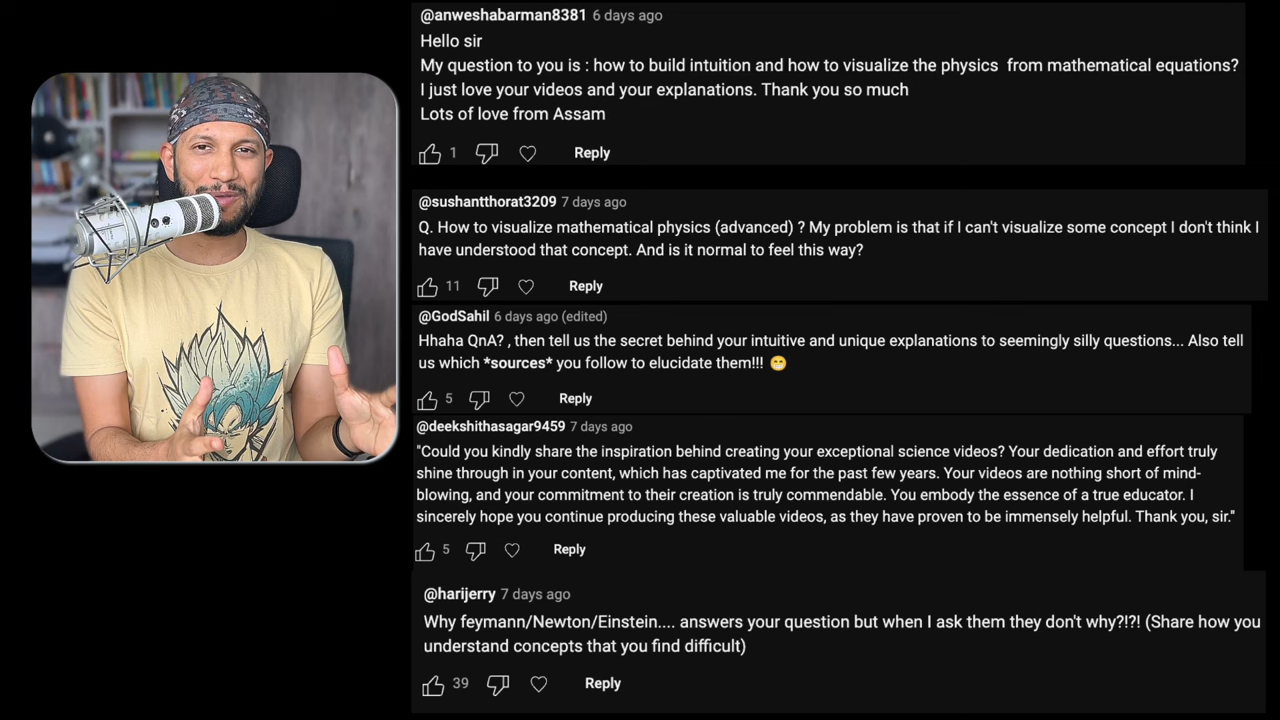 @anweshabarman8381 6 days ago
Hello sir
My question to you is : how to build intuition and how to visualize the physics from mathematical equations?
I just love your videos and your explanations. Thank you so much
Lots of love from Assam
1 Reply
@sushantthorat3209 7 days ago
Q. How to visualize mathematical physics (advanced) ? My problem is that if I can't visualize some concept I don't think I
have understood that concept. And is it normal to feel this way?
11 Reply
@GodSahil 6 days ago (edited)
Hhaha QnA? , then tell us the secret behind your intuitive and unique explanations to seemingly silly questions... Also tell
us which *sources* you follow to elucidate them!!! 😁
5 Reply
@deekshithasagar9459 7 days ago
"Could you kindly share the inspiration behind creating your exceptional science videos? Your dedication and effort truly
shine through in your content, which has captivated me for the past few years. Your videos are nothing short of mind-
blowing, and your commitment to their creation is truly commendable. You embody the essence of a true educator. I
sincerely hope you continue producing these valuable videos, as they have proven to be immensely helpful. Thank you, sir."
5 Reply
@harijerry 7 days ago
Why feymann/Newton/Einstein.... answers your question but when I ask them they don't why?!?! (Share how you
understand concepts that you find difficult)
39 Reply